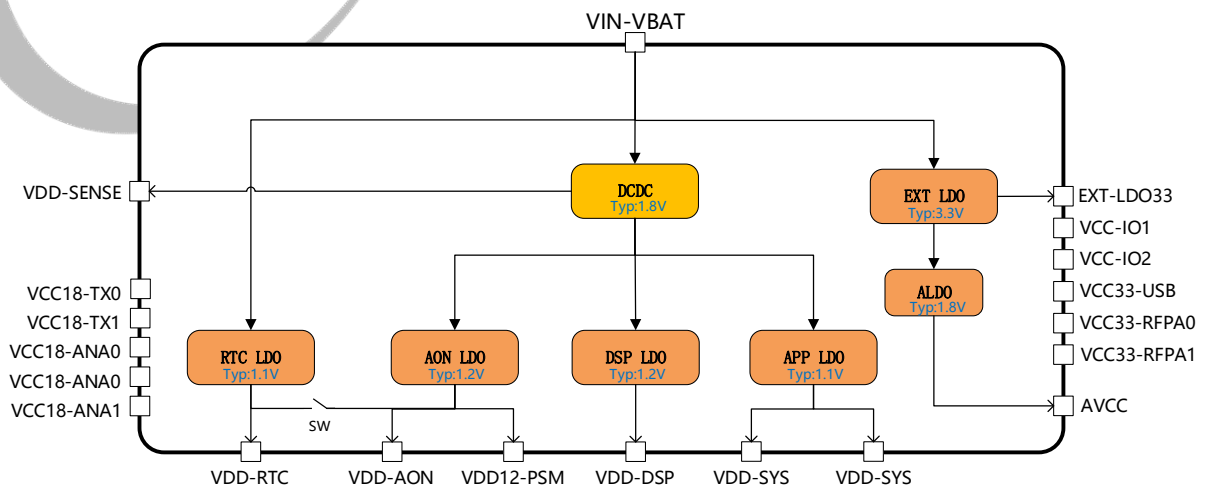 VIN-VBAT
DCDC
Typ:1.8V
EXT LDO
Typ:3.3V
VDD-SENSE
EXT-LDO33
VCC-IO1
VCC-IO2
ALDO
Typ:1.8V
VCC18-TX0
VCC33-USB
VCC18-TX1
VCC33-RFPA0
VCC18-ANA0
VCC33-RFPA1
RTC LDO
Typ:1.1V
AON LDO
Typ:1.2V
DSP LDO
Typ:1.2V
APP LDO
Typ:1.1V
VCC18-ANA0
VCC18-ANA1
AVCC
SW
VDD-RTC
VDD-AON
VDD12-PSM
VDD-DSP
VDD-SYS
VDD-SYS